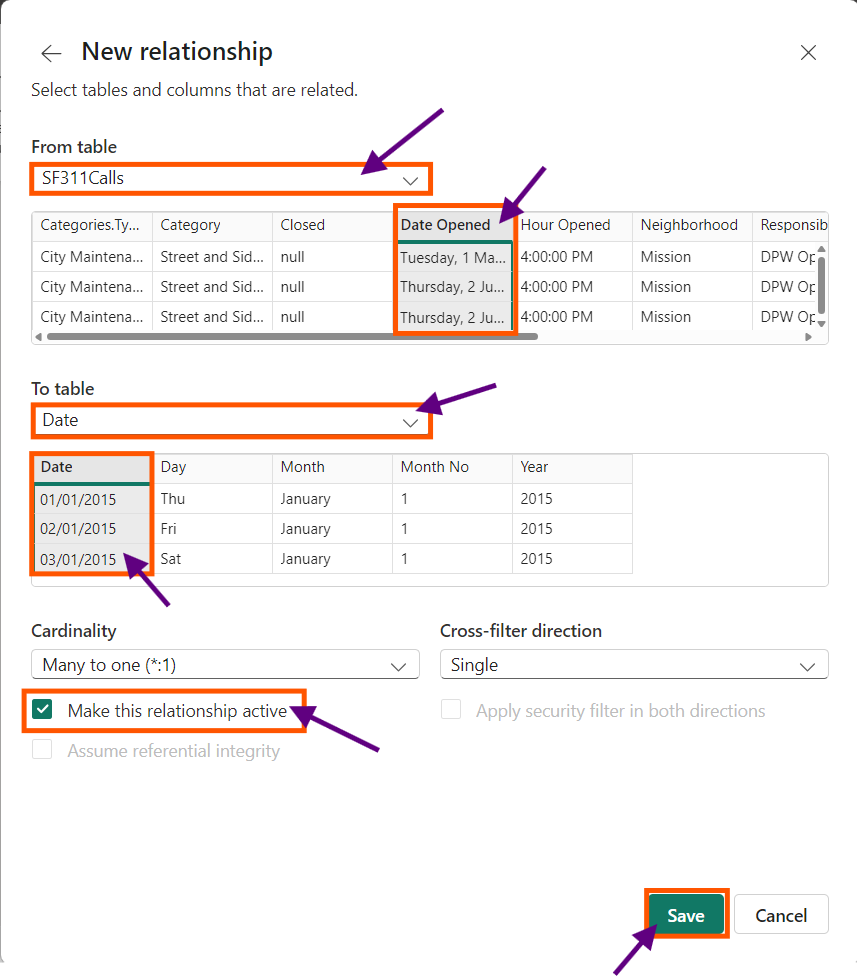 New relationship
Select tables and columns that are related.
From table
SF311Calls
Categories.Ty... Category Closed Date Opened Hour Opened Neighborhood Responsib
City Maintena... Street and Sid... null Tuesday, 1 Ma... 4:00:00 PM Mission DPW Op
City Maintena... Street and Sid... null Thursday, 2 Ju... 4:00:00 PM Mission DPW Op
City Maintena... Street and Sid... null Thursday, 2 Ju... 4:00:00 PM Mission DPW Op
To table
Date
Date Day Month Month No Year
01/01/2015 Thu January 1 2015
02/01/2015 Fri January 1 2015
03/01/2015 Sat January 1 2015
Cardinality Cross-filter direction
Many to one (*:1) Single
Make this relationship active Apply security filter in both directions
Assume referential integrity
Save Cancel